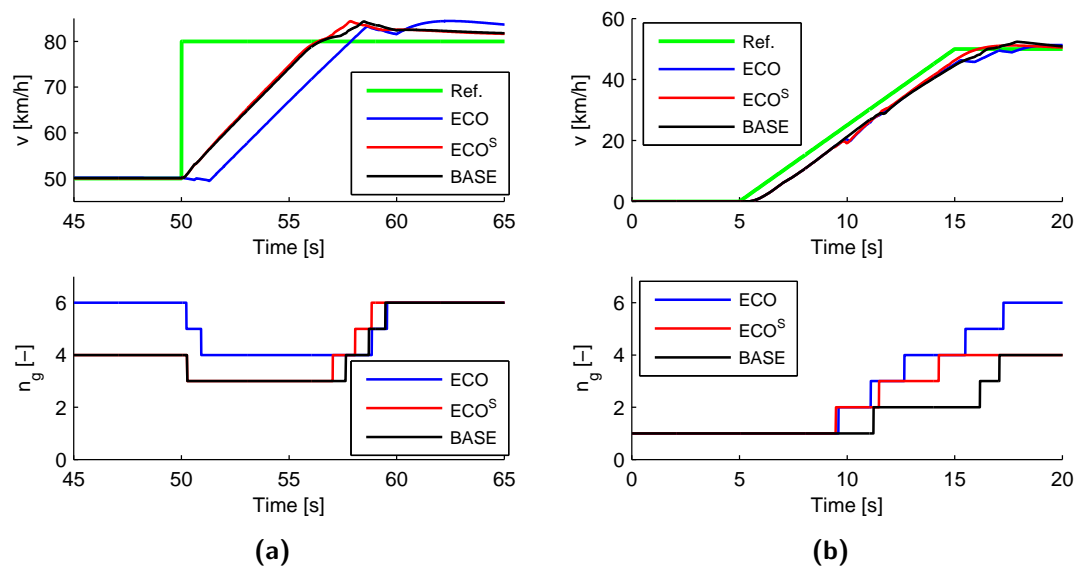 80
70
60
50
v [km/h]
45 50 55 60 65
Time [s]
Ref.
ECO
ECO^S
BASE
60
40
20
0
v [km/h]
0 5 10 15 20
Time [s]
Ref.
ECO
ECO^S
BASE
6
4
2
0
n_g [–]
45 50 55 60 65
Time [s]
ECO
ECO^S
BASE
6
4
2
0
n_g [–]
0 5 10 15 20
Time [s]
ECO
ECO^S
BASE
(a)
(b)